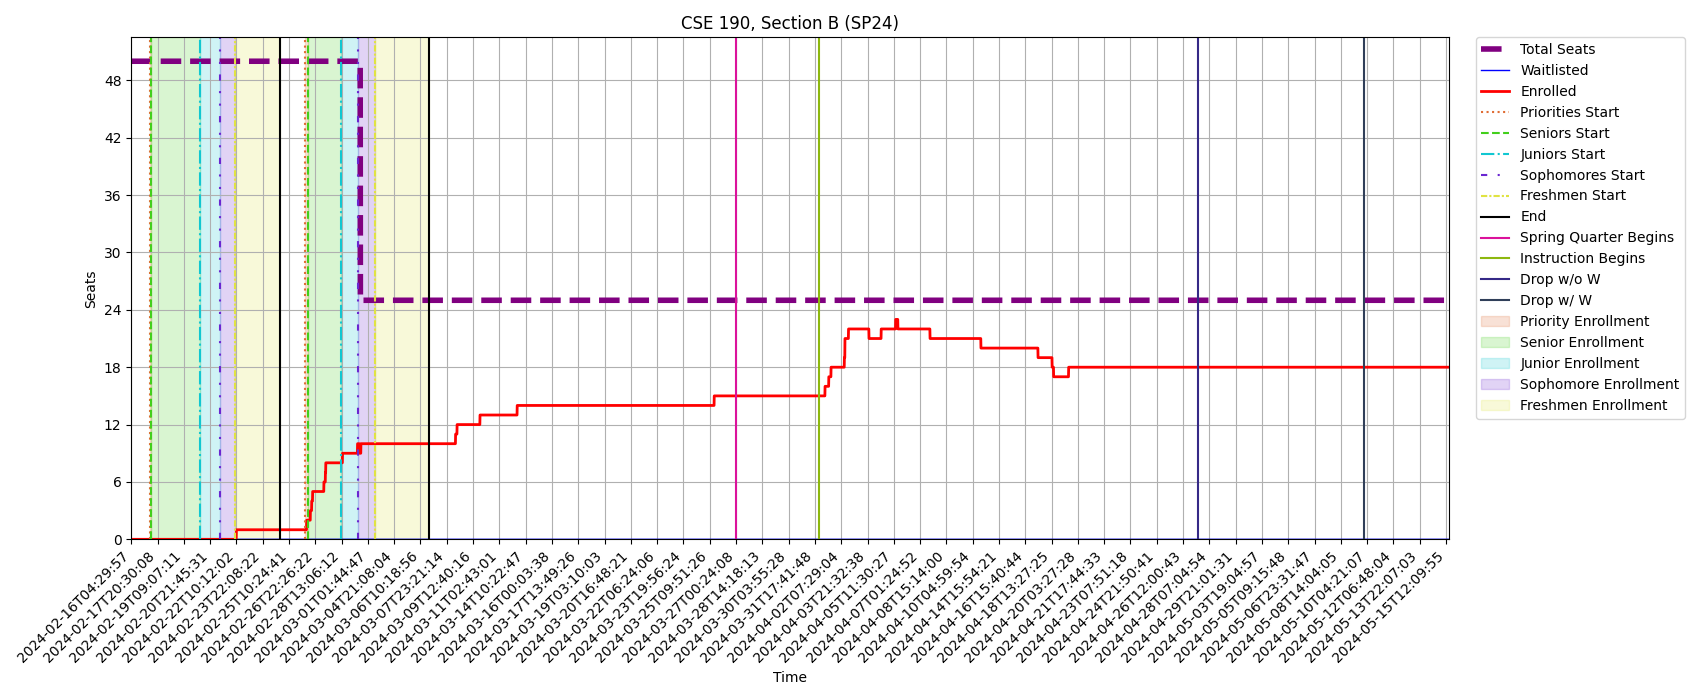 CSE 190, Section B (SP24)
Seats
48
42
36
30
24
18
12
6
0
2024-02-16T04:29:57
2024-02-17T20:30:08
2024-02-19T09:07:11
2024-02-20T21:45:31
2024-02-22T10:12:02
2024-02-23T22:08:22
2024-02-25T10:24:41
2024-02-26T22:26:22
2024-02-28T13:06:12
2024-03-01T01:44:47
2024-03-04T21:08:04
2024-03-06T10:18:56
2024-03-07T23:21:14
2024-03-09T12:40:16
2024-03-11T02:43:01
2024-03-14T10:22:47
2024-03-16T00:03:38
2024-03-17T13:49:26
2024-03-19T03:10:03
2024-03-20T16:48:21
2024-03-22T06:24:06
2024-03-23T19:56:24
2024-03-25T09:51:26
2024-03-27T00:24:08
2024-03-28T14:18:13
2024-03-30T03:55:28
2024-03-31T17:41:48
2024-04-02T07:29:04
2024-04-03T21:32:38
2024-04-05T11:30:27
2024-04-07T01:24:52
2024-04-08T15:14:00
2024-04-10T04:59:54
2024-04-14T15:54:21
2024-04-16T15:40:44
2024-04-18T13:27:25
2024-04-20T03:27:28
2024-04-21T17:44:33
2024-04-23T07:51:18
2024-04-24T21:50:41
2024-04-26T12:00:43
2024-04-28T07:04:54
2024-04-29T21:01:31
2024-05-03T19:04:57
2024-05-05T09:15:48
2024-05-06T23:31:47
2024-05-08T14:04:05
2024-05-10T04:21:07
2024-05-12T06:48:04
2024-05-13T22:07:03
2024-05-15T12:09:55
Time
Total Seats
Waitlisted
Enrolled
Priorities Start
Seniors Start
Juniors Start
Sophomores Start
Freshmen Start
End
Spring Quarter Begins
Instruction Begins
Drop w/o W
Drop w/ W
Priority Enrollment
Senior Enrollment
Junior Enrollment
Sophomore Enrollment
Freshmen Enrollment